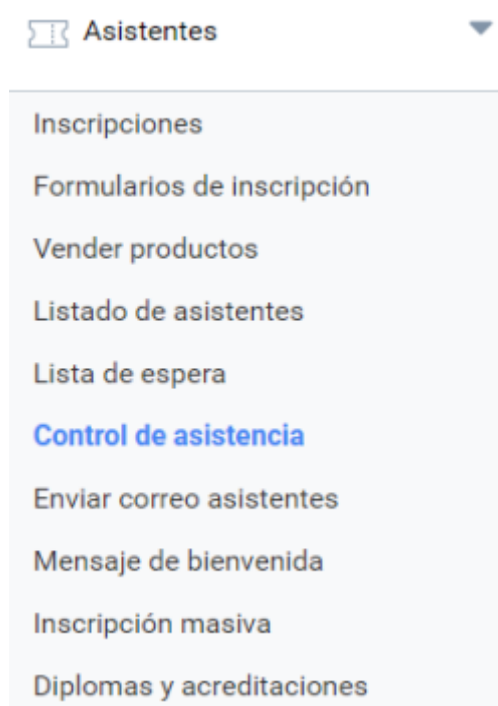 Asistentes
Inscripciones
Formularios de inscripción
Vender productos
Listado de asistentes
Lista de espera
Control de asistencia
Enviar correo asistentes
Mensaje de bienvenida
Inscripción masiva
Diplomas y acreditaciones